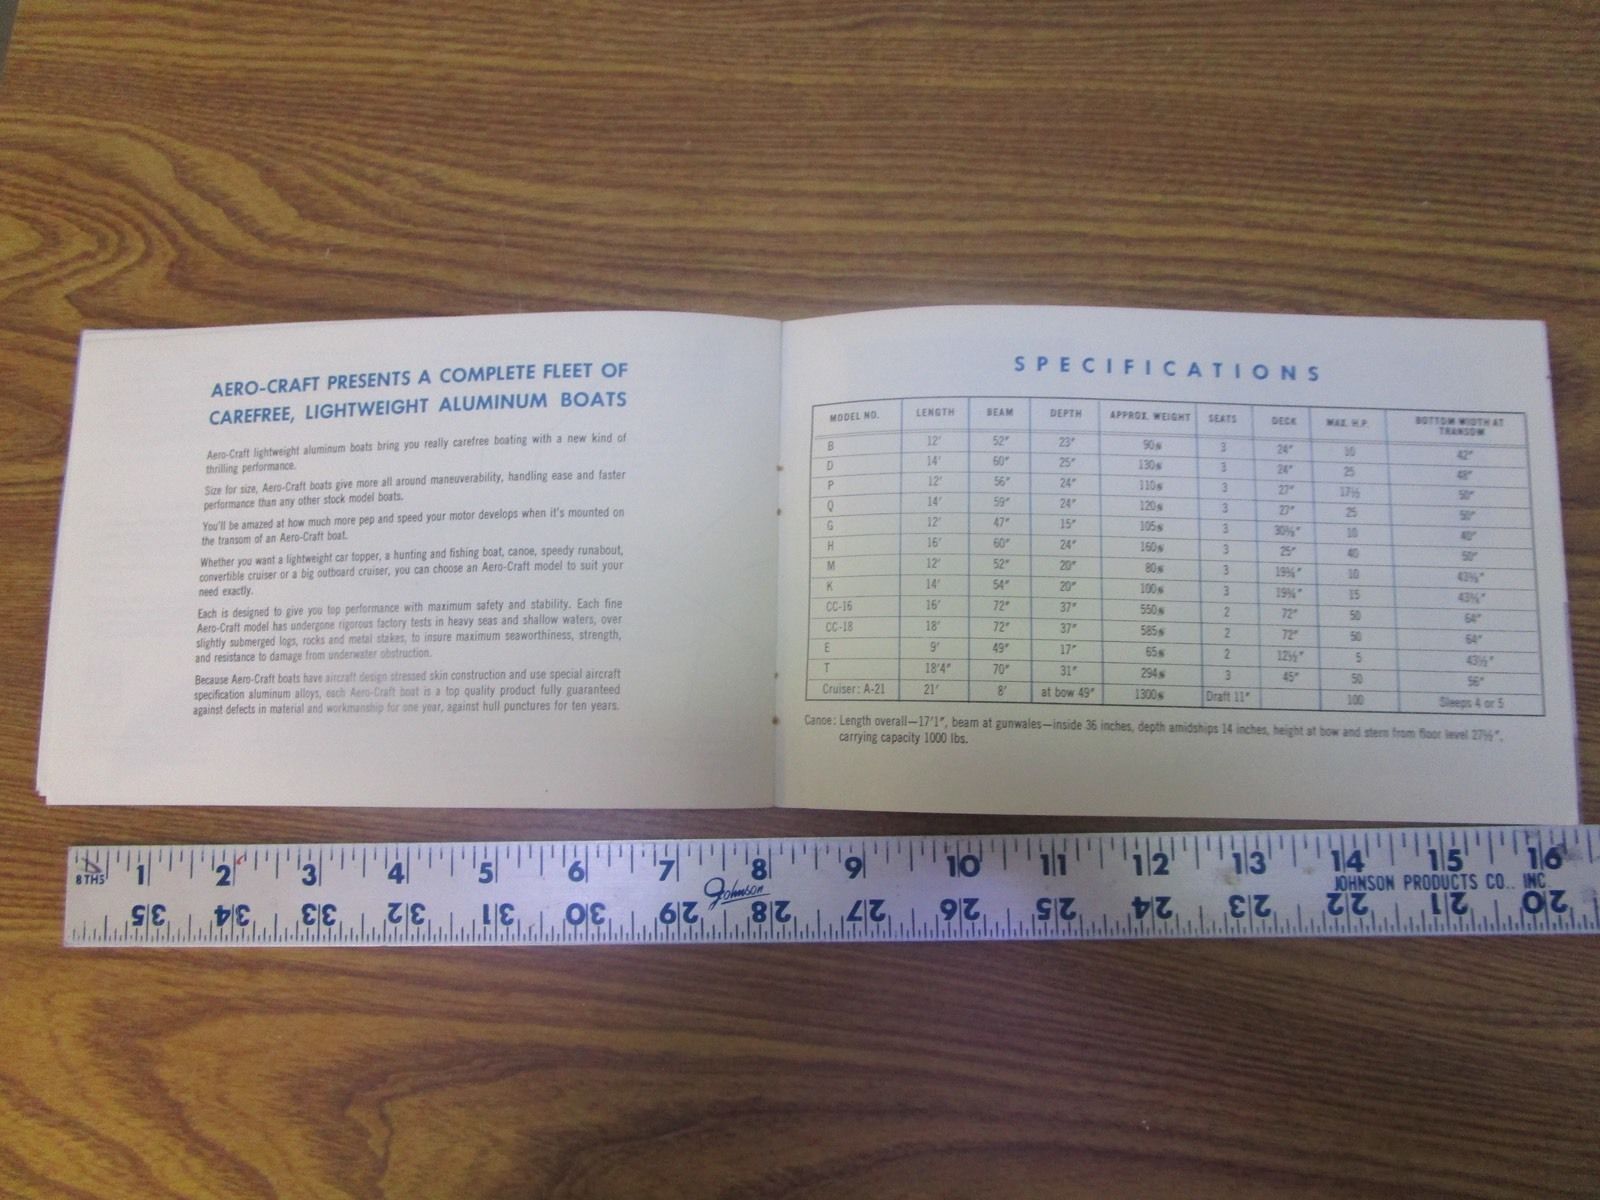 AERO-CRAFT PRESENTS A COMPLETE FLEET OF
CAREFREE, LIGHTWEIGHT ALUMINUM BOATS
Aero-Craft lightweight aluminum boats bring you really carefree boating with a new kind of
thrilling performance.
Size for size, Aero-Craft boats give more all around maneuverability, handling ease and faster
performance than any other stock model boats.
You'll be amazed at how much more pep and speed your motor develops when it's mounted on
the transom of an Aero-Craft boat.
Whether you want a lightweight car topper, a hunting and fishing boat, canoe, speedy runabout,
convertible cruiser or a big outboard cruiser, you can choose an Aero-Craft model to suit your
need exactly.
Each is designed to give you top performance with maximum safety and stability. Each fine
Aero-Craft model has undergone rigorous factory tests in heavy seas and shallow waters, over
slightly submerged logs, rocks and metal stakes, to insure maximum seaworthiness, strength,
and resistance to damage from underwater obstruction.
Because Aero-Craft boats have aircraft design stressed skin construction and use special aircraft
specification aluminum alloys, each Aero-Craft boat is a top quality product fully guaranteed
against defects in material and workmanship for one year, against hull punctures for ten years.
SPECIFICATIONS
MODEL NO. LENGTH BEAM DEPTH APPROX. WEIGHT SEATS DECK MAX. H.P. BOTTOM WIDTH AT TRANSOM
B 12' 52" 23" 90# 3 24" 10 42"
D 14' 60" 25" 130# 3 24" 25 48"
P 12' 56" 24" 110# 3 27" 17½ 50"
Q 14' 59" 24" 120# 3 27" 25 50"
G 12' 47" 15" 105# 3 10 40"
H 16' 60" 24" 160# 3 25" 40 50"
M 12' 52" 20" 80# 3 10
K 14' 54" 20" 100# 3 15
CC-16 16' 72" 37" 550# 2 72" 50 64"
CC-18 18' 72" 37" 585# 2 72" 50 64"
E 9' 49" 17" 65# 2 12½" 5 43½"
T 18'4" 70" 31" 294# 3 45" 50 56"
Cruiser: A-21 21' 8' at bow 49" 1300# Draft 11" 100 Sleeps 4 or 5
Canoe: Length overall—17'1", beam at gunwales—inside 36 inches, depth amidships 14 inches, height at bow and stern from floor level 27½",
carrying capacity 1000 lbs.
8THS 1 2 3 4 5 6 7 8 9 10 11 12 13 14 15 16
Johnson
JOHNSON PRODUCTS CO., INC.
35 34 33 32 31 30 29 28 27 26 25 24 23 22 21 20